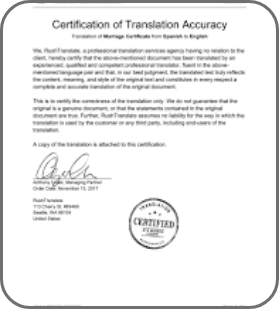 Certification of Translation Accuracy
Translation of Marriage Certificate from Spanish to English
We, RushTranslate, a professional translation services agency having no relation to the
client, hereby certify that the above-mentioned document has been translated by an
experienced, qualified and competent professional translator, fluent in the above-
mentioned language pair and that, in our best judgment, the translated text truly reflects
the content, meaning, and style of the original text and constitutes in every respect a
complete and accurate translation of the original document.
This is to certify the correctness of the translation only. We do not guarantee that the
original is a genuine document, or that the statements contained in the original
document are true. Further, RushTranslate assumes no liability for the way in which the
translation is used by the customer or any third party, including end-users of the
translation.
A copy of the translation is attached to this certification.
Managing Partner
Order Date: November 13, 2017
RushTranslate
Seattle, WA 98104
United States
TRANSLATION
CERTIFIED